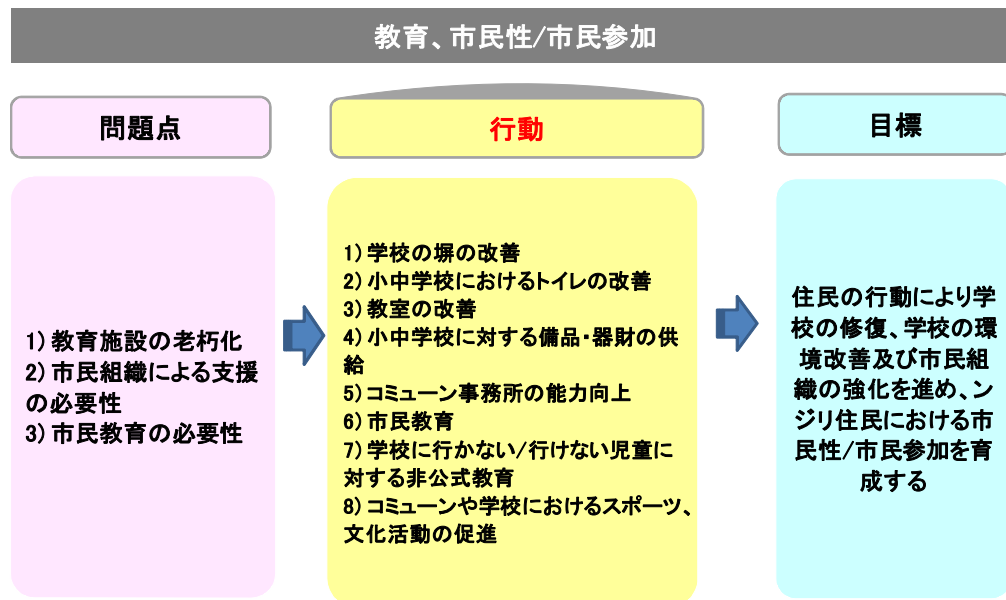 教育、市民性/市民参加
問題点
行動
目標
1) 教育施設の老朽化
2) 市民組織による支援
の必要性
3) 市民教育の必要性
1) 学校の塀の改善
2) 小中学校におけるトイレの改善
3) 教室の改善
4) 小中学校に対する備品・器財の供
給
5) コミューン事務所の能力向上
6) 市民教育
7) 学校に行かない/行けない児童に
対する非公式教育
8) コミューンや学校におけるスポーツ、
文化活動の促進
住民の行動により学
校の修復、学校の環
境改善及び市民組
織の強化を進め、ン
ジリ住民における市
民性/市民参加を育
成する